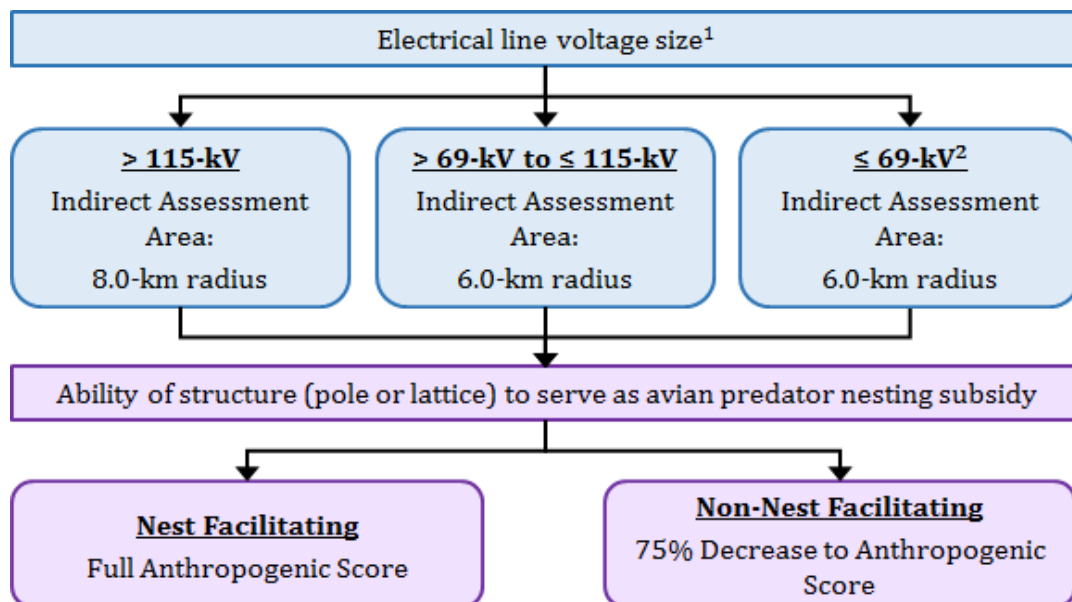 Electrical line voltage size¹
> 115-kV
Indirect Assessment
Area:
8.0-km radius
> 69-kV to ≤ 115-kV
Indirect Assessment
Area:
6.0-km radius
≤ 69-kV²
Indirect Assessment
Area:
6.0-km radius
Ability of structure (pole or lattice) to serve as avian predator nesting subsidy
Nest Facilitating
Full Anthropogenic Score
Non-Nest Facilitating
75% Decrease to Anthropogenic
Score